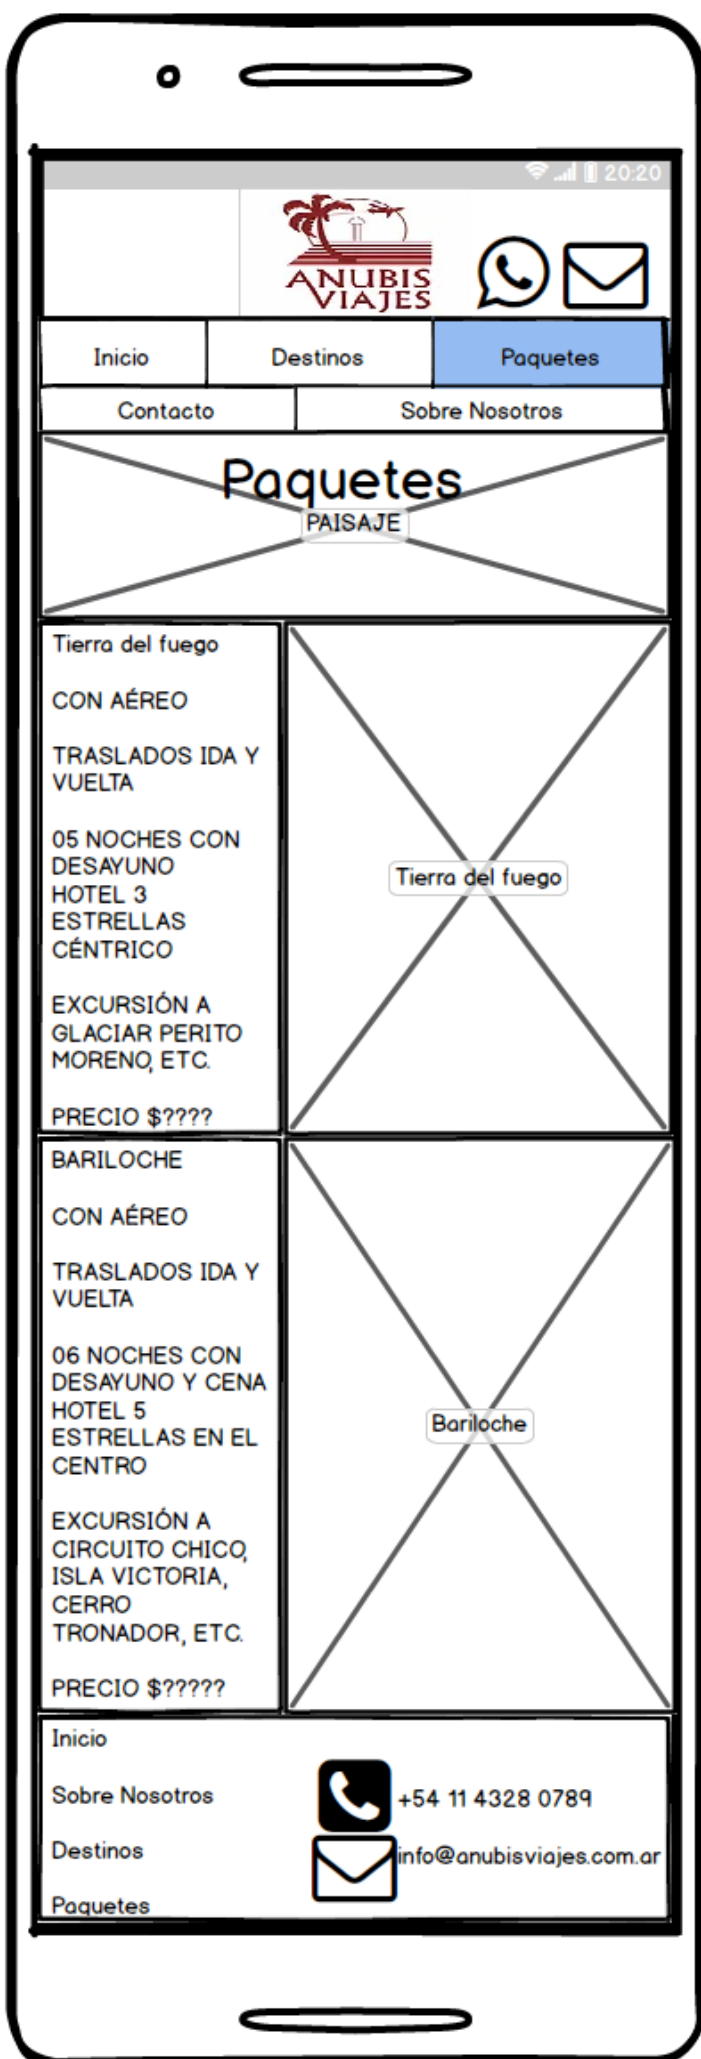 20:20
ANUBIS
VIAJES
Inicio
Destinos
Paquetes
Contacto
Sobre Nosotros
Paquetes
PAISAJE
Tierra del fuego
CON AÉREO
TRASLADOS IDA Y
VUELTA
05 NOCHES CON
DESAYUNO
HOTEL 3
ESTRELLAS
CÉNTRICO
EXCURSIÓN A
GLACIAR PERITO
MORENO, ETC.
PRECIO $????
Tierra del fuego
BARILOCHE
CON AÉREO
TRASLADOS IDA Y
VUELTA
06 NOCHES CON
DESAYUNO Y CENA
HOTEL 5
ESTRELLAS EN EL
CENTRO
EXCURSIÓN A
CIRCUITO CHICO,
ISLA VICTORIA,
CERRO
TRONADOR, ETC.
PRECIO $?????
Bariloche
Inicio
Sobre Nosotros
Destinos
Paquetes
+54 11 4328 0789
info@anubisviajes.com.ar